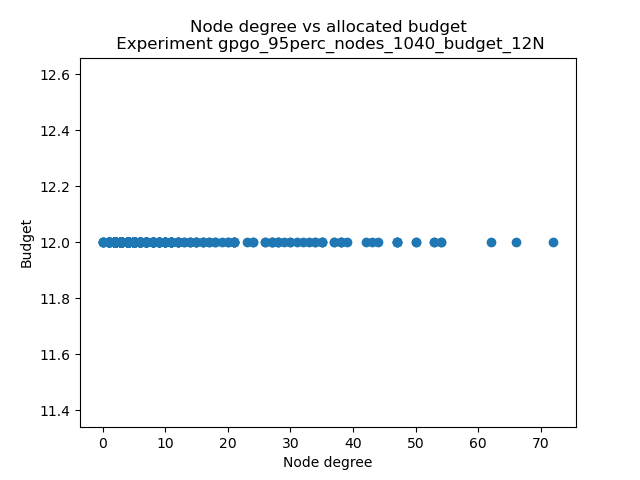 Node degree vs allocated budget
Experiment gpgo_95perc_nodes_1040_budget_12N
12.6
12.4
12.2
12.0
11.8
11.6
11.4
Budget
0 10 20 30 40 50 60 70
Node degree